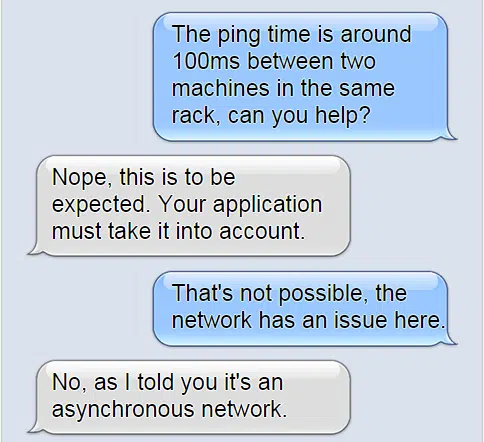 The ping time is around
100ms between two
machines in the same
rack, can you help?
Nope, this is to be
expected. Your application
must take it into account.
That's not possible, the
network has an issue here.
No, as I told you it's an
asynchronous network.